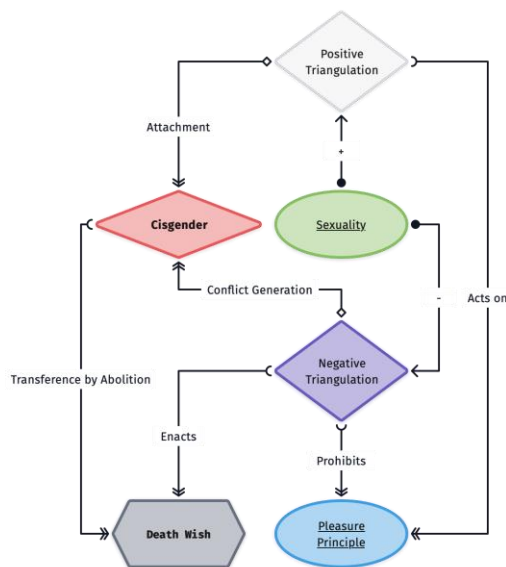 Positive
Triangulation
Attachment
+
Cisgender
Sexuality
Conflict Generation
-
Acts on
Negative
Triangulation
Transference by Abolition
Enacts
Prohibits
Death Wish
Pleasure
Principle